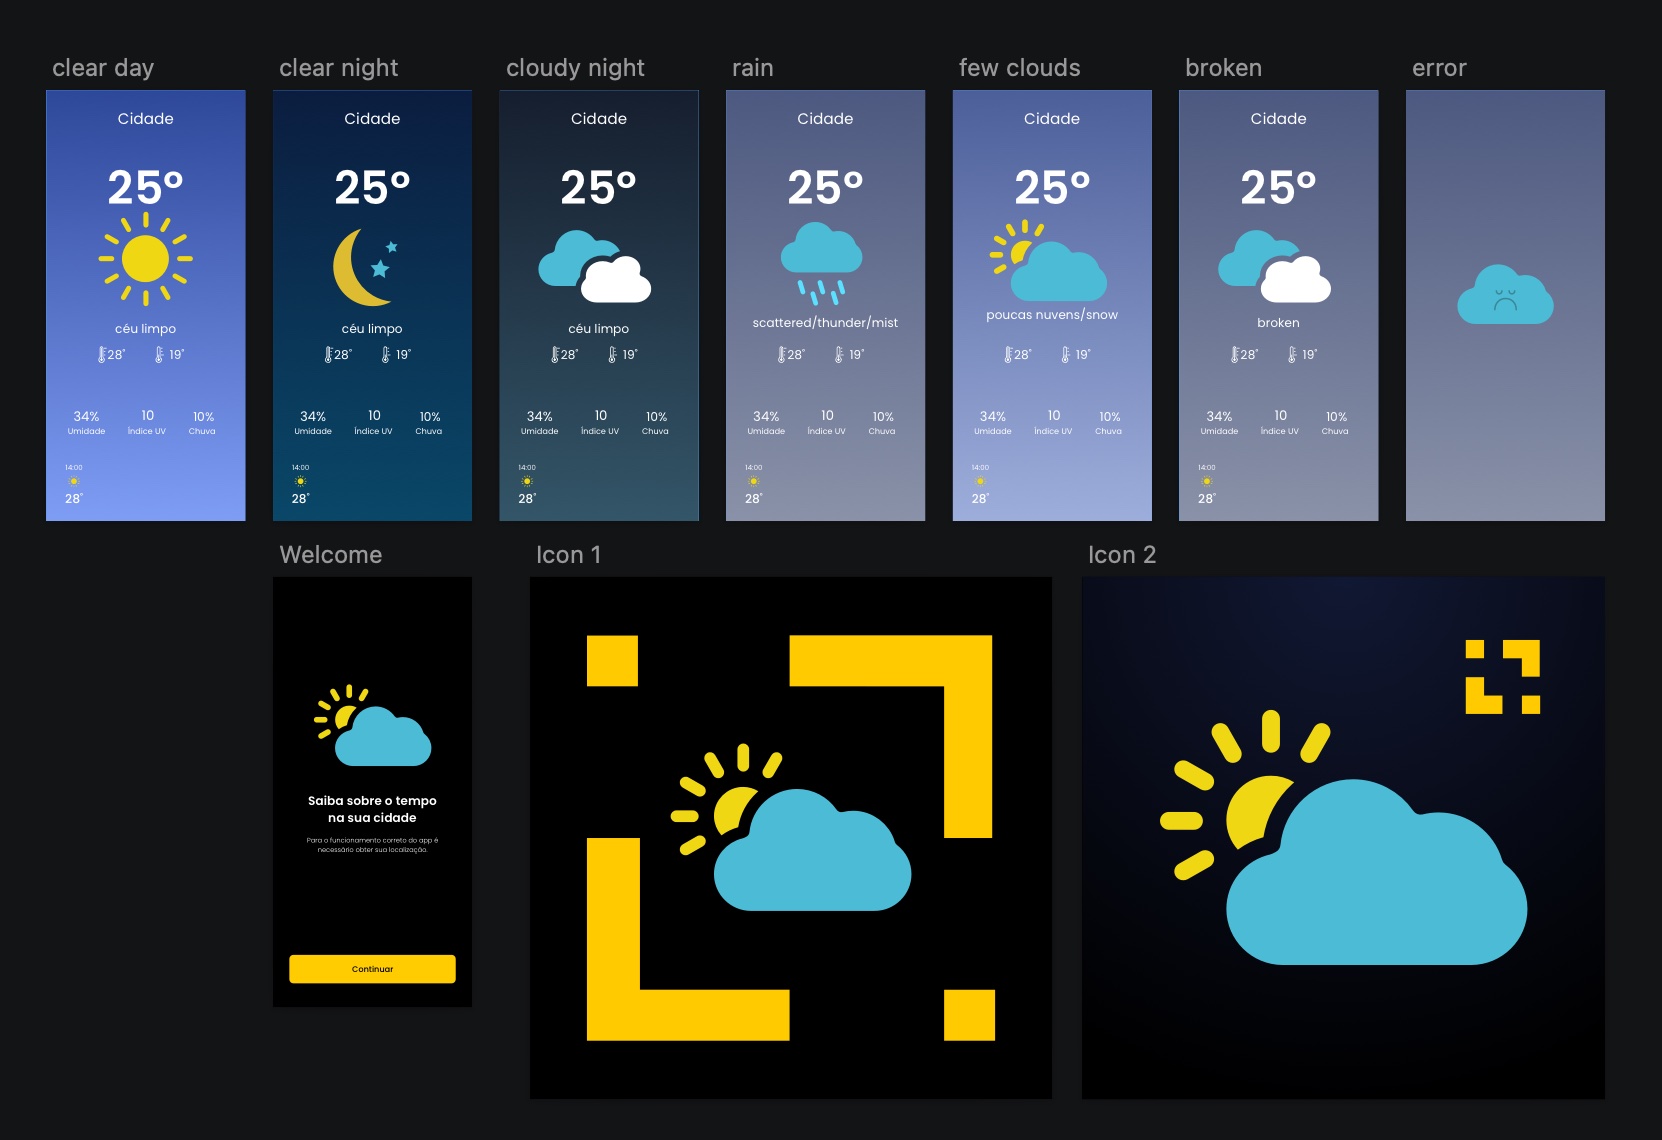 clear day
Cidade
25°
céu limpo
28° 19°
34% 10 10%
Umidade Índice UV Chuva
14:00
28°
clear night
Cidade
25°
céu limpo
28° 19°
34% 10 10%
Umidade Índice UV Chuva
14:00
28°
cloudy night
Cidade
25°
céu limpo
28° 19°
34% 10 10%
Umidade Índice UV Chuva
14:00
28°
rain
Cidade
25°
scattered/thunder/mist
28° 19°
34% 10 10%
Umidade Índice UV Chuva
14:00
28°
few clouds
Cidade
25°
poucas nuvens/snow
28° 19°
34% 10 10%
Umidade Índice UV Chuva
14:00
28°
broken
Cidade
25°
broken
28° 19°
34% 10 10%
Umidade Índice UV Chuva
14:00
28°
error
Welcome
Saiba sobre o tempo
na sua cidade
Para o funcionamento correto do app é
necessário obter sua localização.
Continuar
Icon 1
Icon 2